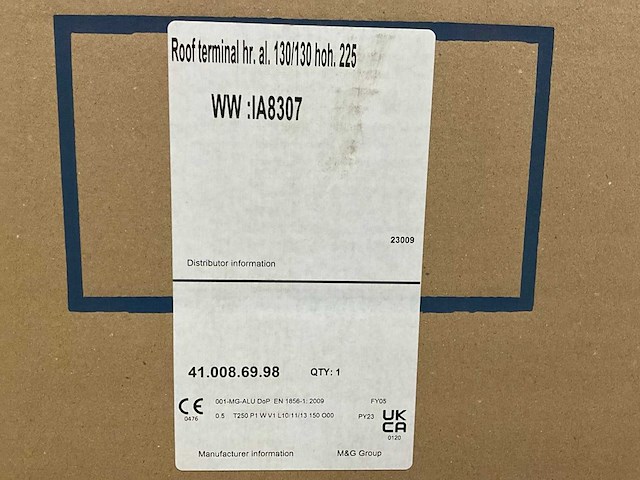 Roof terminal hr. al. 130/130 hoh. 225
WW :IA8307
23009
Distributor information
41.008.69.98 QTY: 1
CE 001-MG-ALU DoP EN 1856-1: 2009 FY05
0476 0.5 T250 P1 W V1 L10/11/13 150 O00 PY23 UK CA
0120
Manufacturer information M&G Group